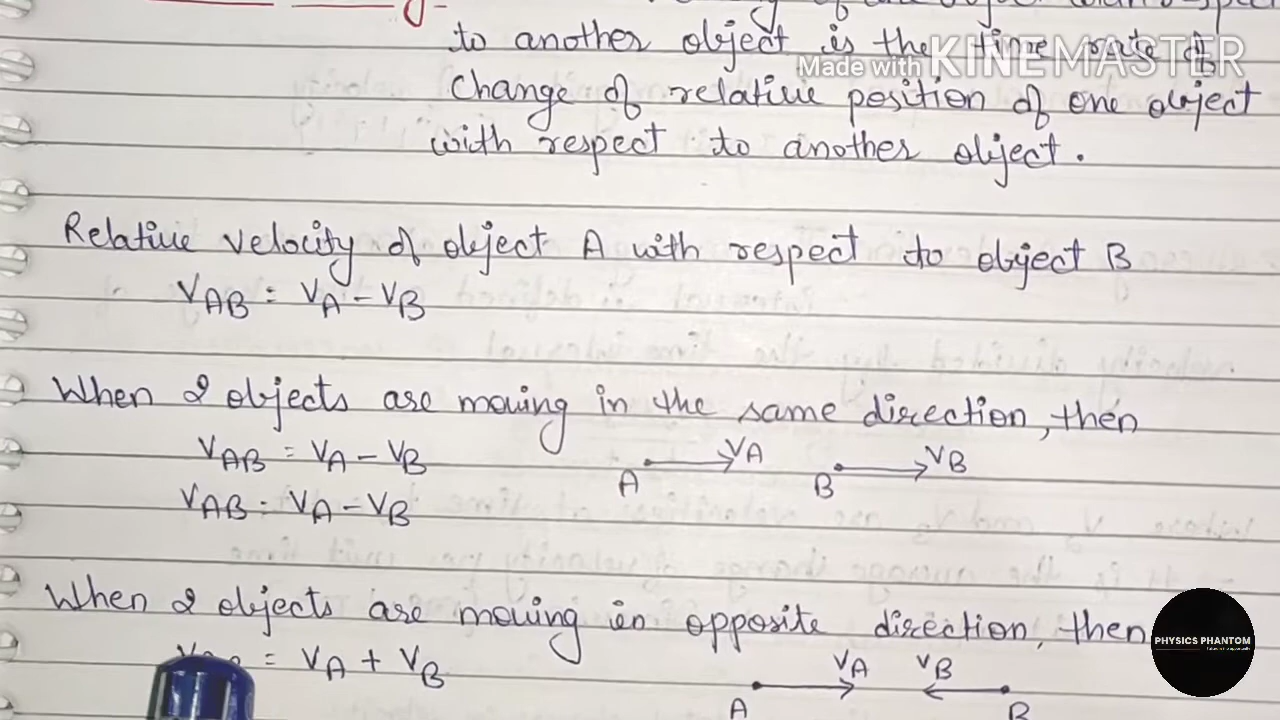 to another object is the time rate of
Made with KINEMASTER
Change of relative position of one object
with respect to another object.
Relative velocity of object A with respect to object B
VAB = VA - VB
When 2 objects are moving in the same direction, then
VAB = VA - VB
A VA B VB
VAB = VA - VB
When 2 objects are moving in opposite direction, then
PHYSICS PHANTOM
= VA + VB
VA VB
A B